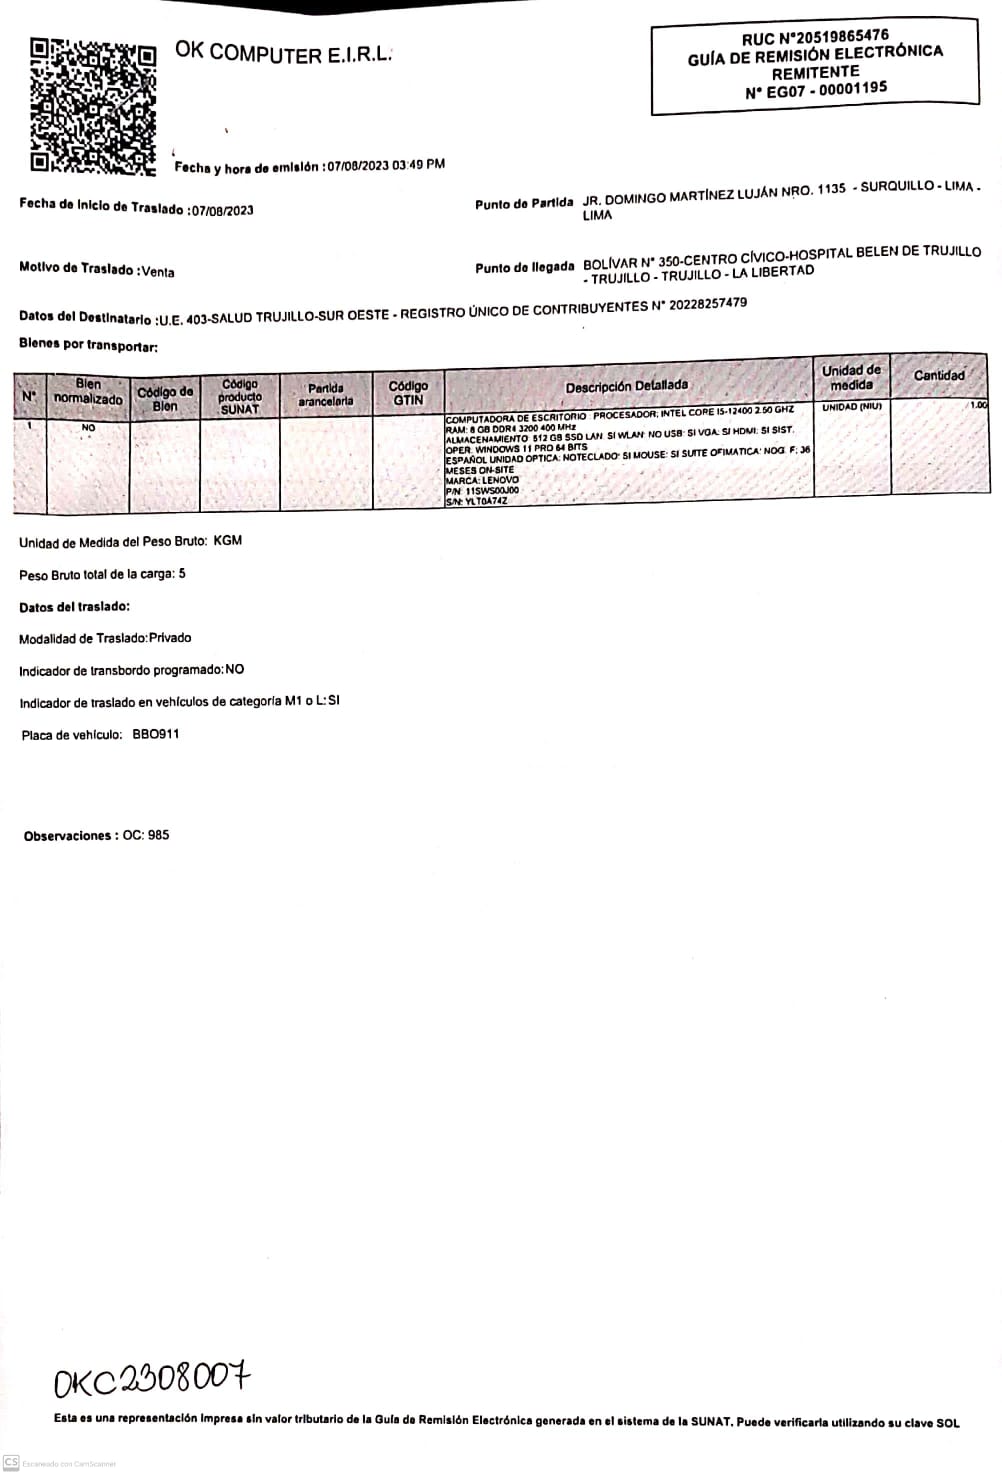 OK COMPUTER E.I.R.L.
RUC N°20519865476
GUÍA DE REMISIÓN ELECTRÓNICA
REMITENTE
N° EG07 - 00001195
Fecha y hora de emisión :07/08/2023 03:49 PM
Fecha de Inicio de Traslado :07/08/2023
Punto de Partida JR. DOMINGO MARTÍNEZ LUJÁN NRO. 1135 - SURQUILLO - LIMA -
LIMA
Motivo de Traslado :Venta
Punto de llegada BOLÍVAR N° 350-CENTRO CÍVICO-HOSPITAL BELEN DE TRUJILLO
- TRUJILLO - TRUJILLO - LA LIBERTAD
Datos del Destinatario :U.E. 403-SALUD TRUJILLO-SUR OESTE - REGISTRO ÚNICO DE CONTRIBUYENTES N° 20228257479
Bienes por transportar:
N° Bien normalizado Código de Bien Código producto SUNAT Partida arancelaria Código GTIN Descripción Detallada Unidad de medida Cantidad
1 NO COMPUTADORA DE ESCRITORIO PROCESADOR: INTEL CORE I5-12400 2.50 GHZ UNIDAD (NIU) 1.00
RAM: 8 GB DDR4 3200 400 MHz
ALMACENAMIENTO: 512 GB SSD LAN: SI WLAN: NO USB: SI VGA: SI HDMI: SI SIST.
OPER: WINDOWS 11 PRO 64 BITS
ESPAÑOL UNIDAD OPTICA: NOTECLADO: SI MOUSE: SI SUITE OFIMATICA: NOG. F: 36
MESES ON-SITE
MARCA: LENOVO
P/N: 11SWS00J00
S/N: YLT0A74Z
Unidad de Medida del Peso Bruto: KGM
Peso Bruto total de la carga: 5
Datos del traslado:
Modalidad de Traslado:Privado
Indicador de transbordo programado:NO
Indicador de traslado en vehículos de categoría M1 o L:SI
Placa de vehículo: BBO911
Observaciones : OC: 985
OKC2308007
Esta es una representación impresa sin valor tributario de la Guía de Remisión Electrónica generada en el sistema de la SUNAT. Puede verificarla utilizando su clave SOL
CS Escaneado con CamScanner